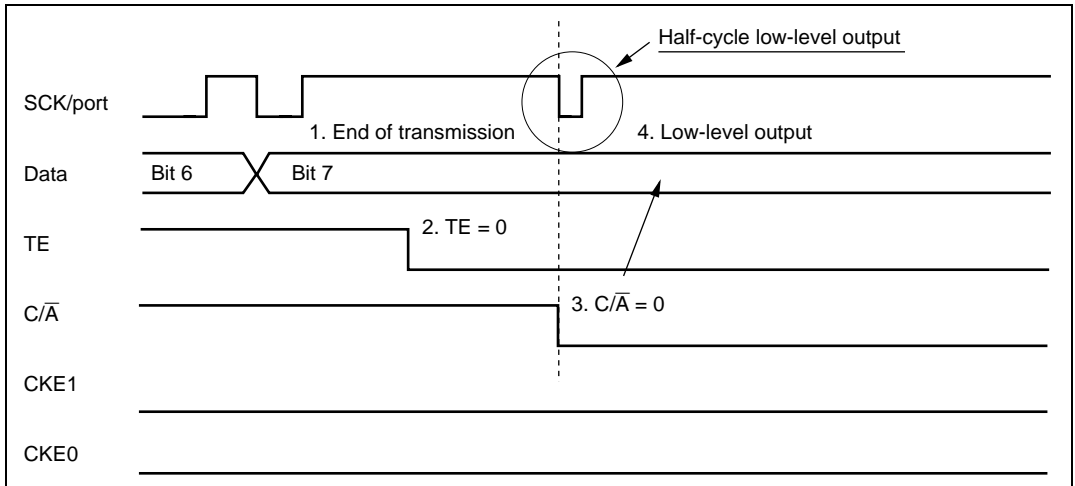 Half-cycle low-level output
SCK/port
1. End of transmission
4. Low-level output
Data
Bit 6
Bit 7
TE
2. TE = 0
C/A̅
3. C/A̅ = 0
CKE1
CKE0